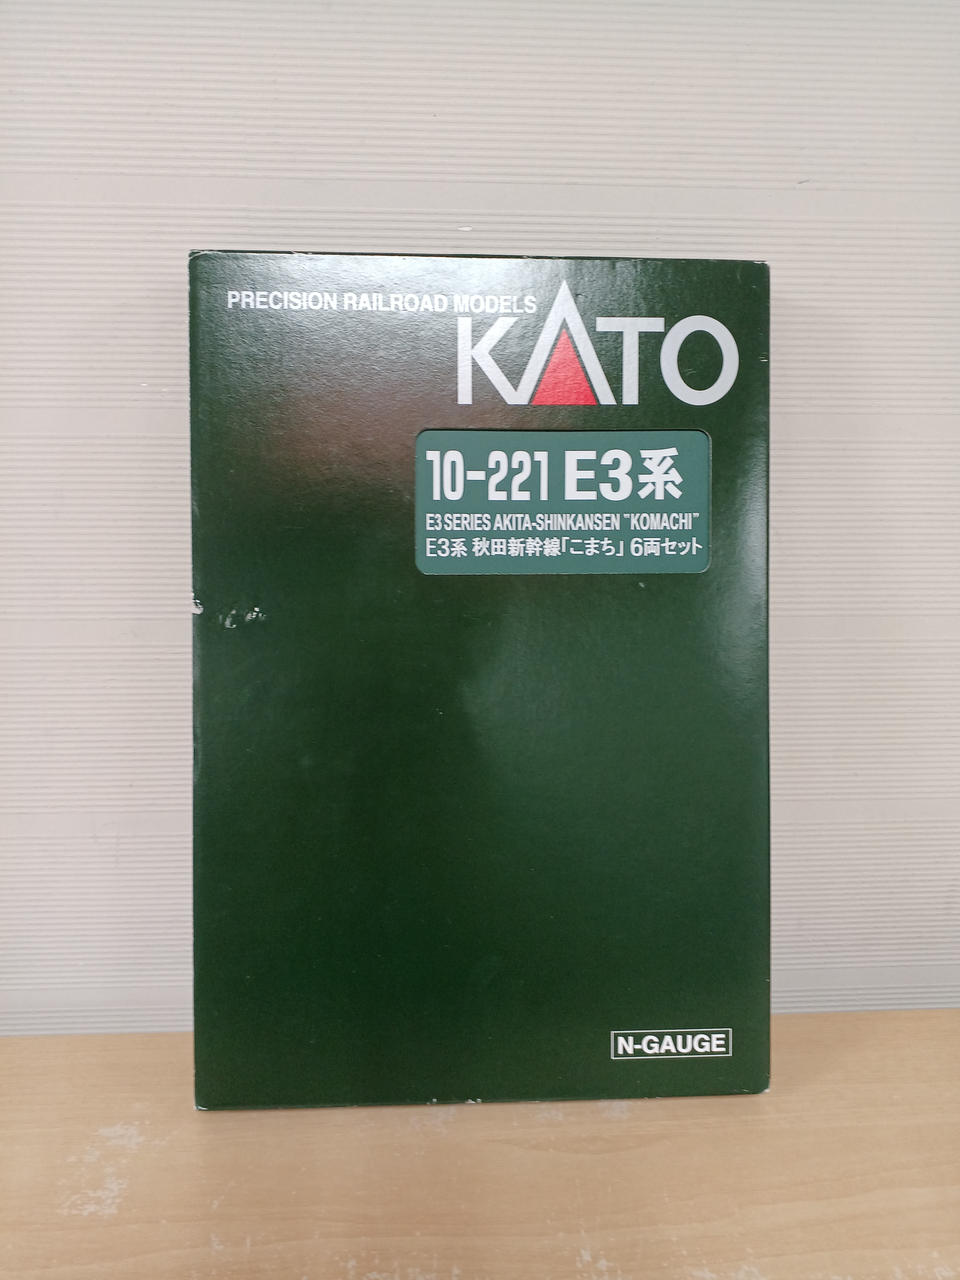 PRECISION RAILROAD MODELS
KATO
10-221 E3系
E3 SERIES AKITA-SHINKANSEN "KOMACHI"
E3系 秋田新幹線「こまち」 6両セット
N-GAUGE